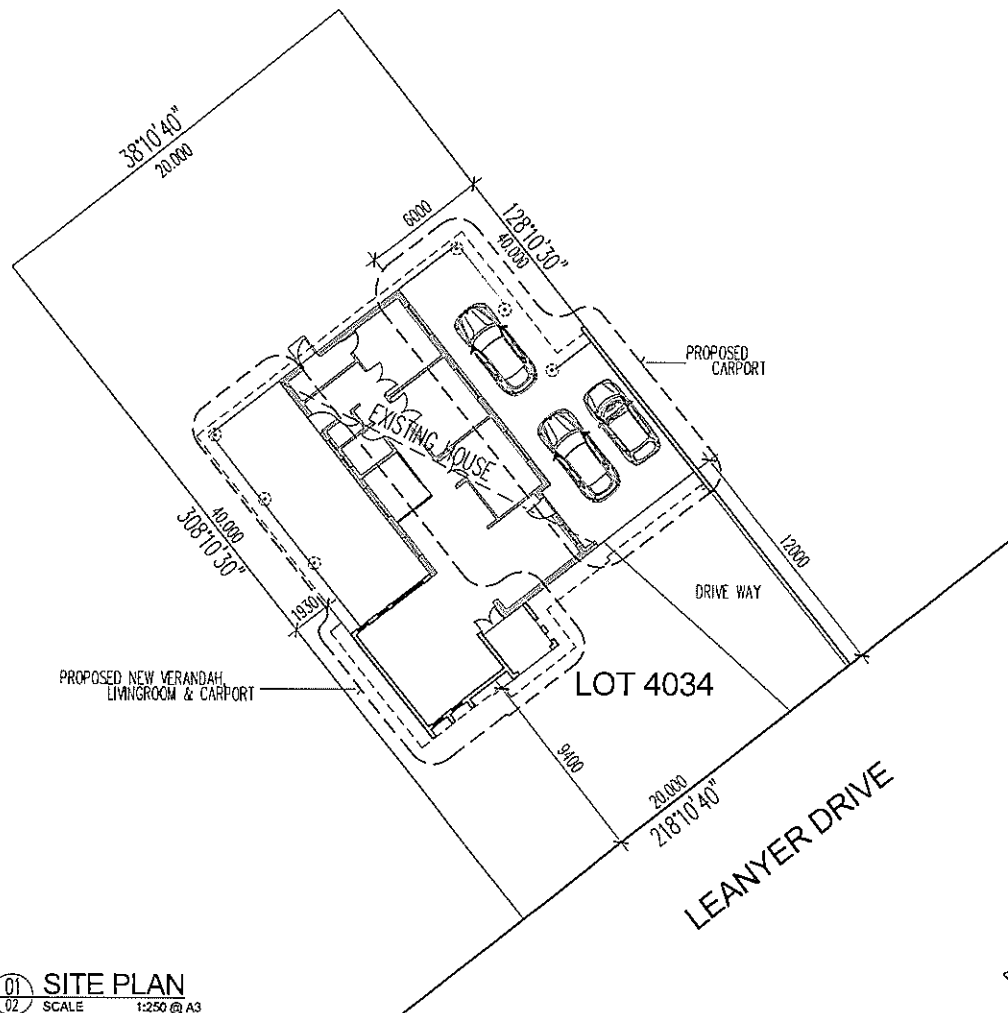 38°10'40"
20.000
6000
128°10'30"
40.000
PROPOSED
CARPORT
EXISTING HOUSE
40.000
308°10'30"
1930
12000
DRIVE WAY
PROPOSED NEW VERANDAH,
LIVINGROOM & CARPORT
LOT 4034
9400
20.000
218°10'40"
LEANYER DRIVE
01
02
SITE PLAN
SCALE 1:250 @ A3